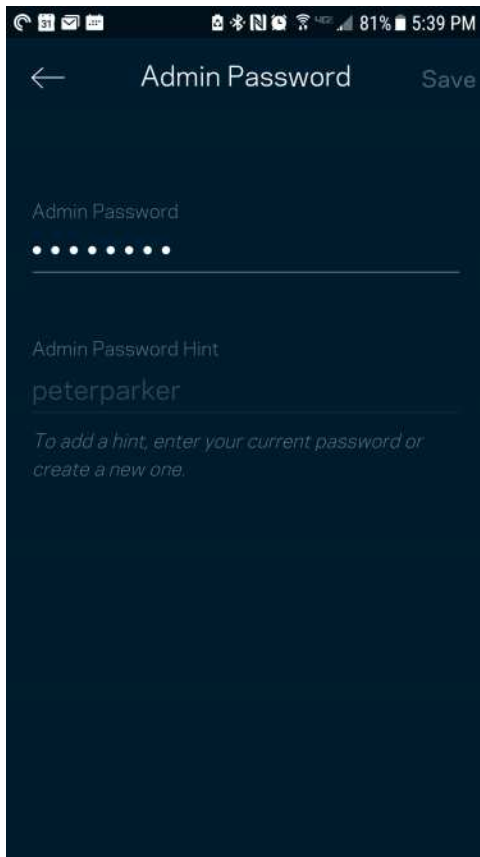 31 81% 5:39 PM
Admin Password Save
Admin Password
••••••••
Admin Password Hint
peterparker
To add a hint, enter your current password or
create a new one.